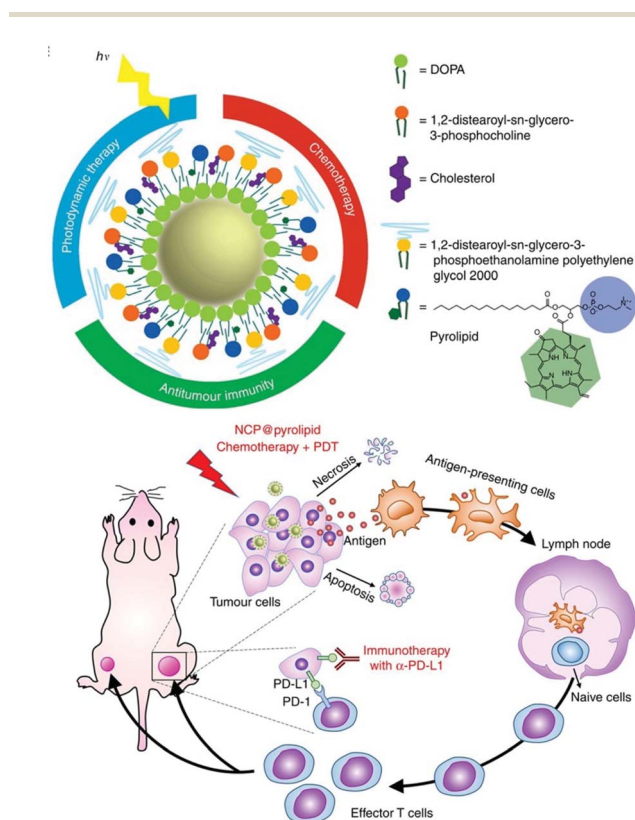 hν
Photodynamic therapy
Chemotherapy
Antitumour immunity
= DOPA
= 1,2-distearoyl-sn-glycero-
3-phosphocholine
= Cholesterol
= 1,2-distearoyl-sn-glycero-3-
phosphoethanolamine polyethylene
glycol 2000
=
Pyrolipid
O
O
O
O
O
P
O
O
O
N
O
NH
N
N
HN
NCP@pyrolipid
Chemotherapy + PDT
Necrosis
Antigen-presenting cells
Antigen
Lymph node
Tumour cells
Apoptosis
Immunotherapy
with α-PD-L1
PD-L1
PD-1
Naive cells
Effector T cells